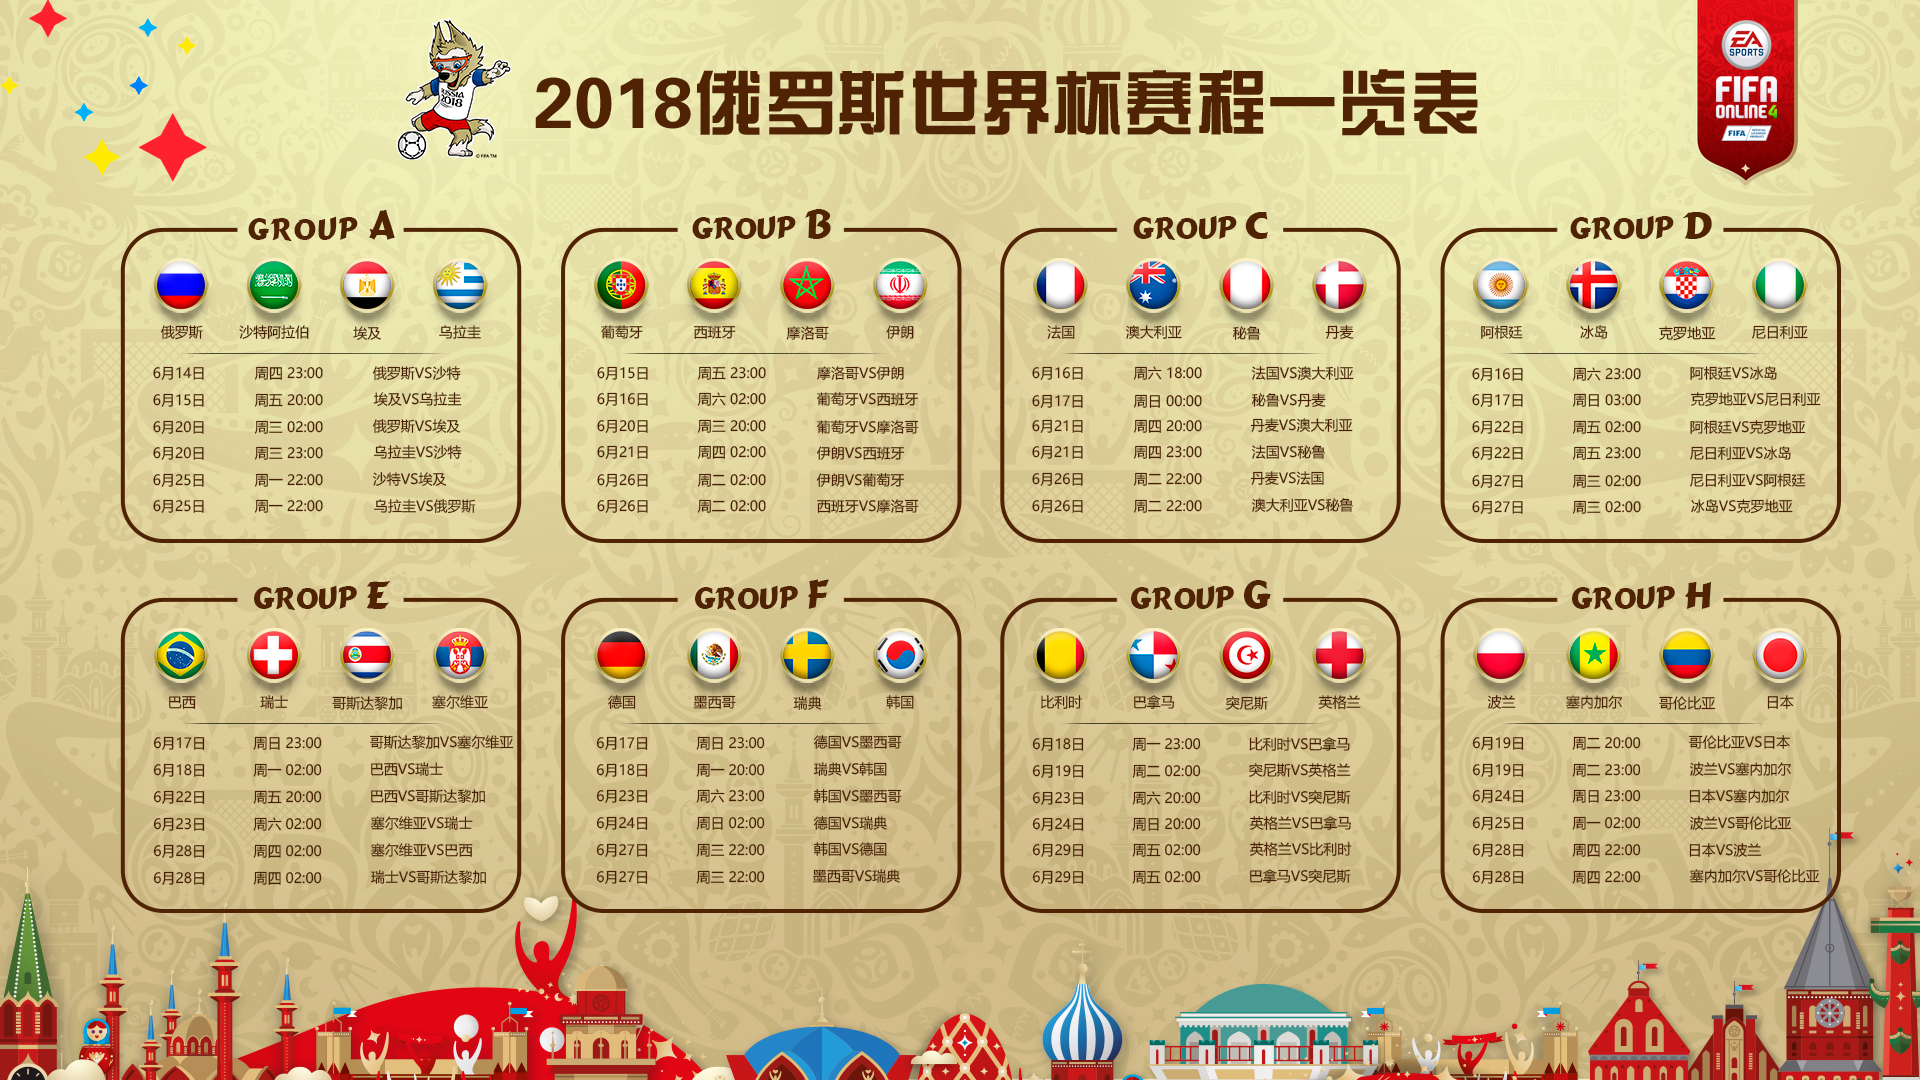 2018俄罗斯世界杯赛程一览表
RUSSIA
2018
© FIFA TM
EA
SPORTS
FIFA
ONLINE 4
FIFA
GROUP A
俄罗斯 沙特阿拉伯 埃及 乌拉圭
6月14日 周四 23:00 俄罗斯VS沙特
6月15日 周五 20:00 埃及VS乌拉圭
6月20日 周三 02:00 俄罗斯VS埃及
6月20日 周三 23:00 乌拉圭VS沙特
6月25日 周一 22:00 沙特VS埃及
6月25日 周一 22:00 乌拉圭VS俄罗斯
GROUP B
葡萄牙 西班牙 摩洛哥 伊朗
6月15日 周五 23:00 摩洛哥VS伊朗
6月16日 周六 02:00 葡萄牙VS西班牙
6月20日 周三 20:00 葡萄牙VS摩洛哥
6月21日 周四 02:00 伊朗VS西班牙
6月26日 周二 02:00 伊朗VS葡萄牙
6月26日 周二 02:00 西班牙VS摩洛哥
GROUP C
法国 澳大利亚 秘鲁 丹麦
6月16日 周六 18:00 法国VS澳大利亚
6月17日 周日 00:00 秘鲁VS丹麦
6月21日 周四 20:00 丹麦VS澳大利亚
6月21日 周四 23:00 法国VS秘鲁
6月26日 周二 22:00 丹麦VS法国
6月26日 周二 22:00 澳大利亚VS秘鲁
GROUP D
阿根廷 冰岛 克罗地亚 尼日利亚
6月16日 周六 23:00 阿根廷VS冰岛
6月17日 周日 03:00 克罗地亚VS尼日利亚
6月22日 周五 02:00 阿根廷VS克罗地亚
6月22日 周五 23:00 尼日利亚VS冰岛
6月27日 周三 02:00 尼日利亚VS阿根廷
6月27日 周三 02:00 冰岛VS克罗地亚
GROUP E
巴西 瑞士 哥斯达黎加 塞尔维亚
6月17日 周日 23:00 哥斯达黎加VS塞尔维亚
6月18日 周一 02:00 巴西VS瑞士
6月22日 周五 20:00 巴西VS哥斯达黎加
6月23日 周六 02:00 塞尔维亚VS瑞士
6月28日 周四 02:00 塞尔维亚VS巴西
6月28日 周四 02:00 瑞士VS哥斯达黎加
GROUP F
德国 墨西哥 瑞典 韩国
6月17日 周日 23:00 德国VS墨西哥
6月18日 周一 20:00 瑞典VS韩国
6月23日 周六 23:00 韩国VS墨西哥
6月24日 周日 02:00 德国VS瑞典
6月27日 周三 22:00 韩国VS德国
6月27日 周三 22:00 墨西哥VS瑞典
GROUP G
比利时 巴拿马 突尼斯 英格兰
6月18日 周一 23:00 比利时VS巴拿马
6月19日 周二 02:00 突尼斯VS英格兰
6月23日 周六 20:00 比利时VS突尼斯
6月24日 周日 20:00 英格兰VS巴拿马
6月29日 周五 02:00 英格兰VS比利时
6月29日 周五 02:00 巴拿马VS突尼斯
GROUP H
波兰 塞内加尔 哥伦比亚 日本
6月19日 周二 20:00 哥伦比亚VS日本
6月19日 周二 23:00 波兰VS塞内加尔
6月24日 周日 23:00 日本VS塞内加尔
6月25日 周一 02:00 波兰VS哥伦比亚
6月28日 周四 22:00 日本VS波兰
6月28日 周四 22:00 塞内加尔VS哥伦比亚